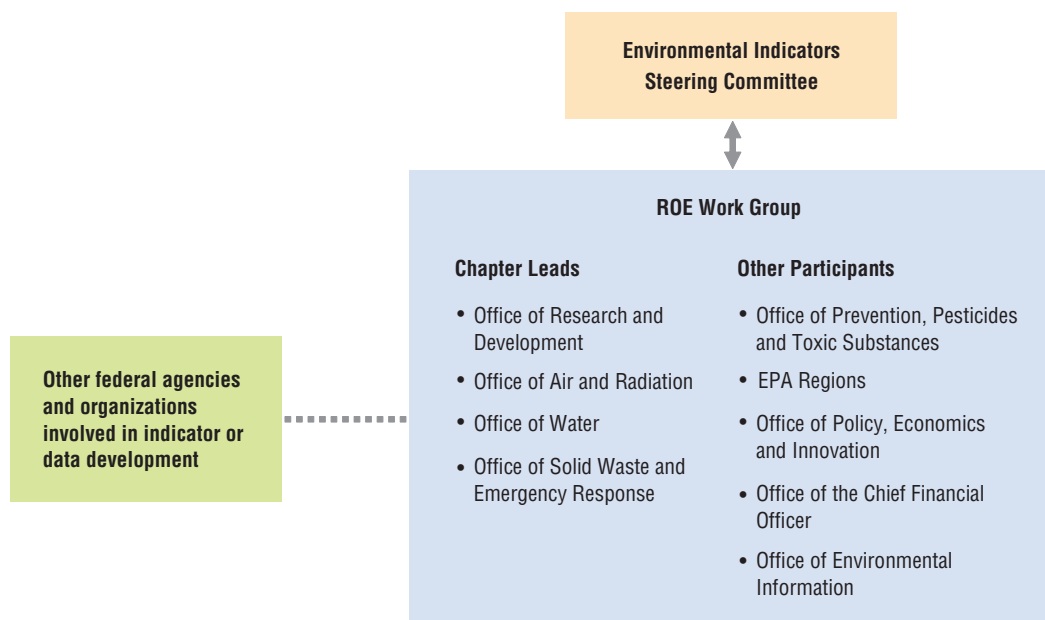 Environmental Indicators
Steering Committee
ROE Work Group
Chapter Leads
• Office of Research and
Development
• Office of Air and Radiation
• Office of Water
• Office of Solid Waste and
Emergency Response
Other Participants
• Office of Prevention, Pesticides
and Toxic Substances
• EPA Regions
• Office of Policy, Economics
and Innovation
• Office of the Chief Financial
Officer
• Office of Environmental
Information
Other federal agencies
and organizations
involved in indicator or
data development